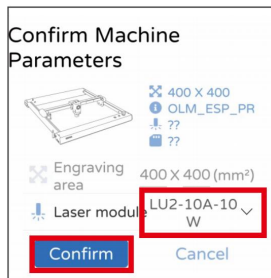 Confirm Machine
Parameters
400 X 400
OLM_ESP_PR
??
??
Engraving
area
400 X 400 (mm²)
Laser module
LU2-10A-10
W
Confirm
Cancel